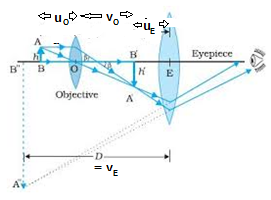 u_O v_O A
u_E
A B' Eyepiece
B" B h O h' E
Objective A'
D
= v_E
A"